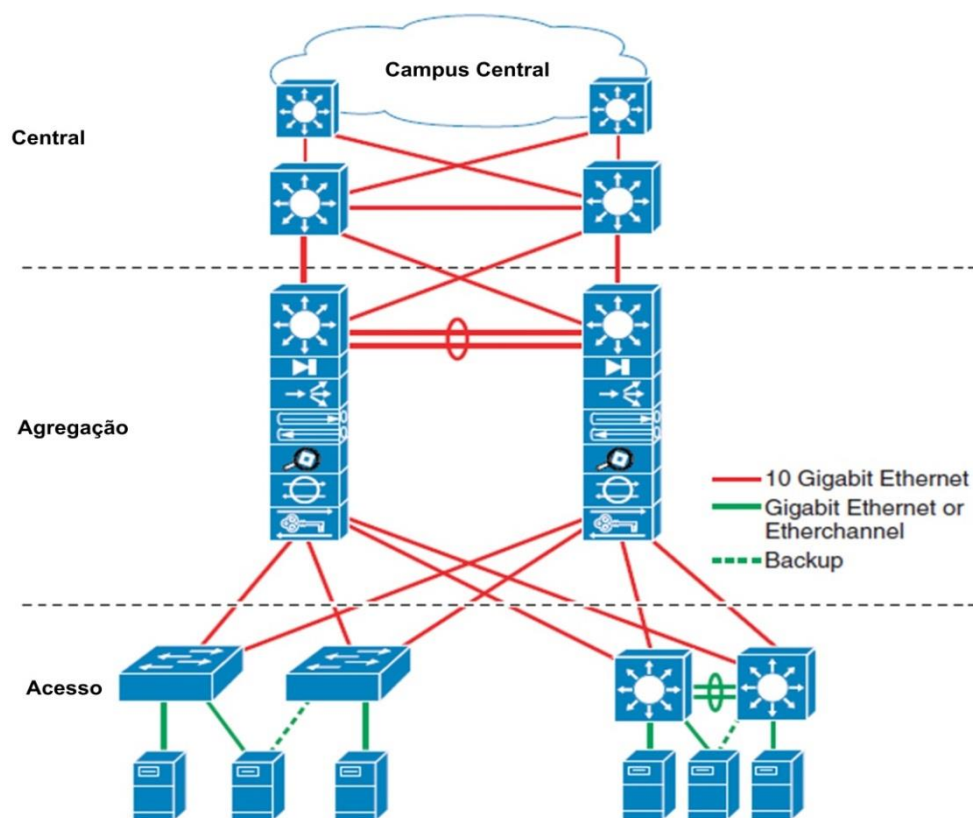 Campus Central
Central
Agregação
10 Gigabit Ethernet
Gigabit Ethernet or
Etherchannel
Backup
Acesso